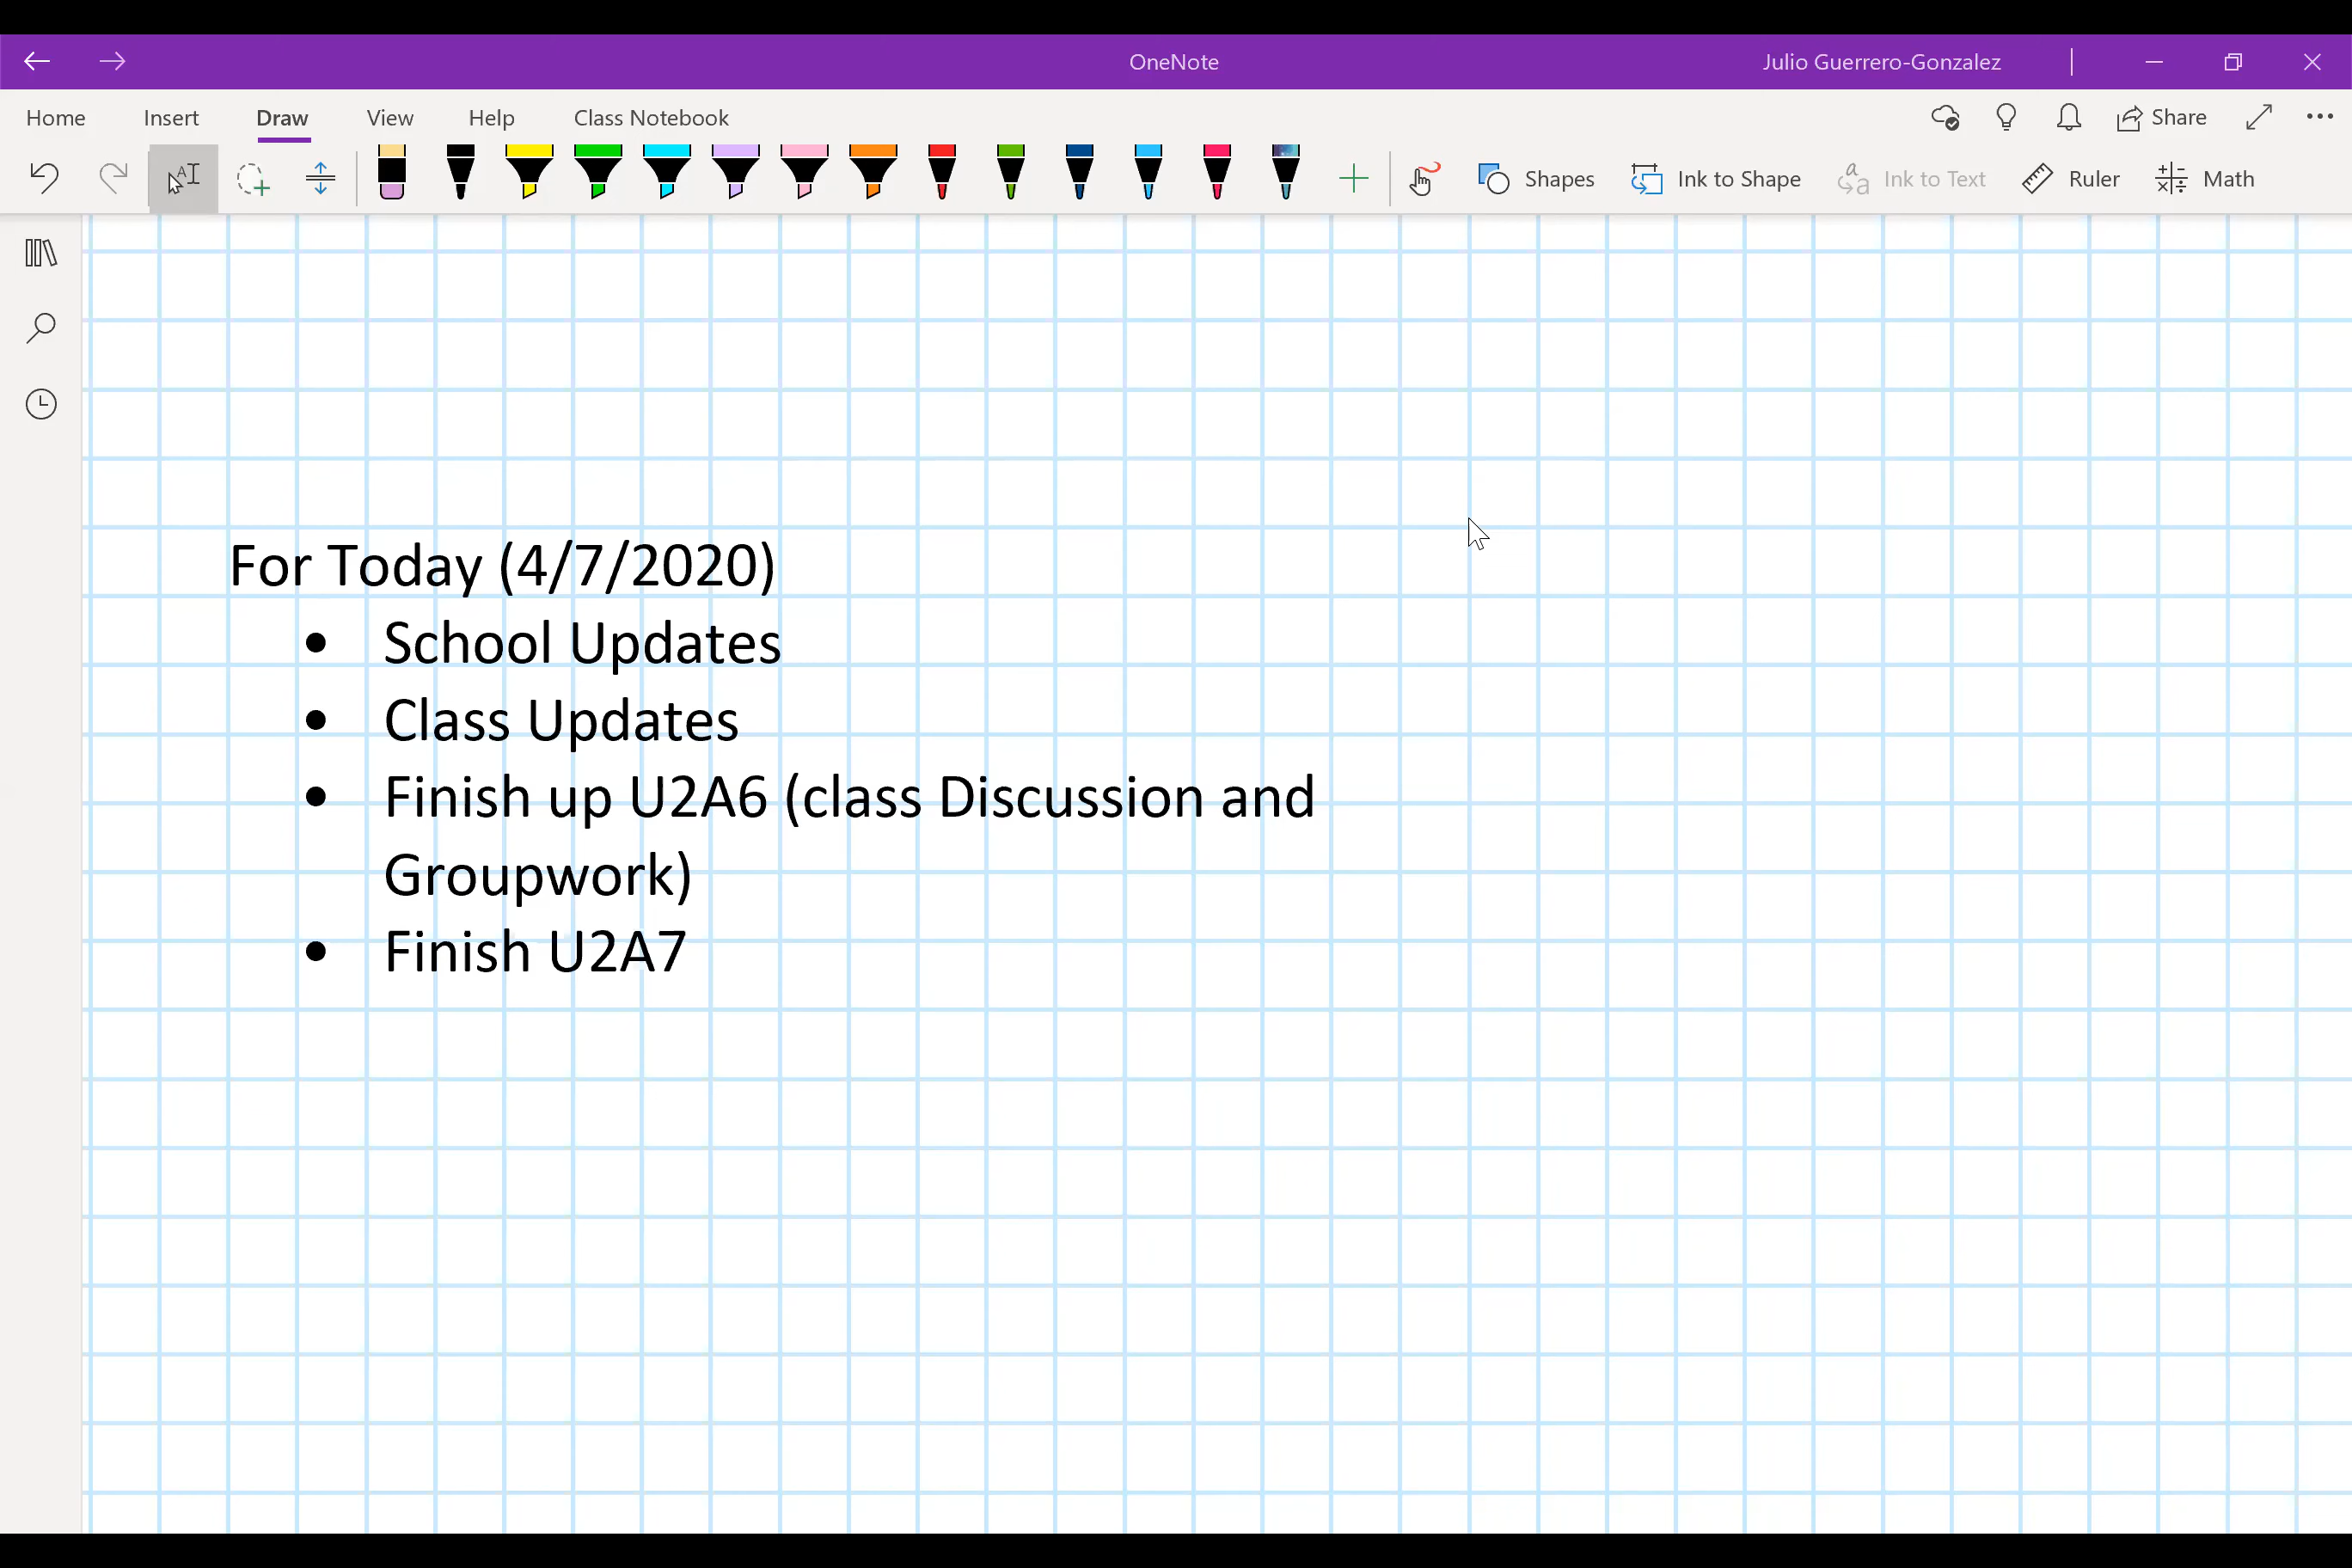 OneNote
Julio Guerrero-Gonzalez
Home Insert Draw View Help Class Notebook
Share
Shapes Ink to Shape Ink to Text Ruler Math
For Today (4/7/2020)
• School Updates
• Class Updates
• Finish up U2A6 (class Discussion and
Groupwork)
• Finish U2A7